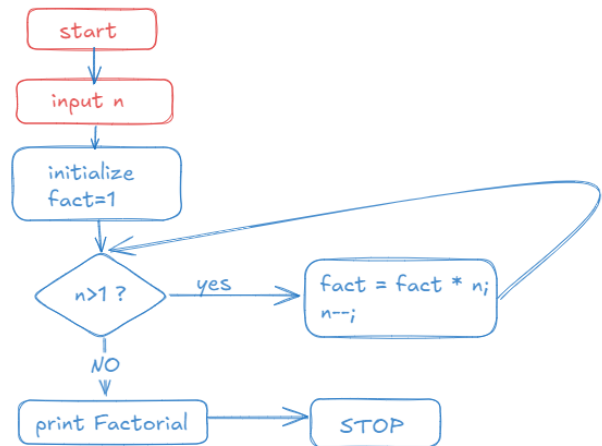 start
input n
initialize
fact=1
n>1 ?
yes
fact = fact * n;
n--;
NO
print Factorial
STOP